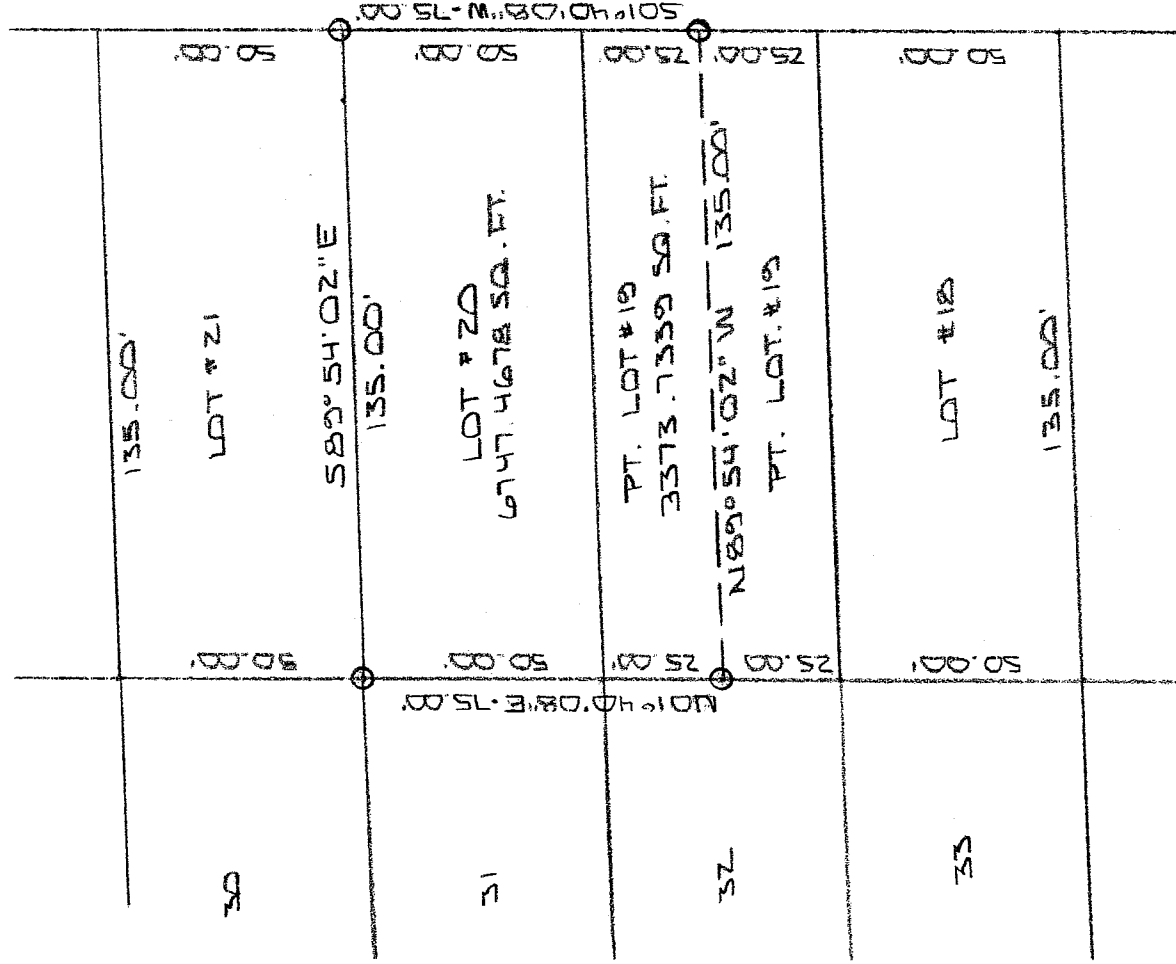 S01°40'08"W-75.00'
50.00'
50.00'
25.00'
25.00'
50.00'
135.00'
LOT #21
S89°54'02"E
135.00'
LOT #20
6747.4678 SQ. FT.
PT. LOT #19
3373.7339 SQ. FT.
N89°54'02"W 135.00'
PT. LOT. #19
LOT #18
135.00'
50.00'
50.00'
25.00'
25.00'
50.00'
N01°40'08"E-75.00'
30
31
32
33